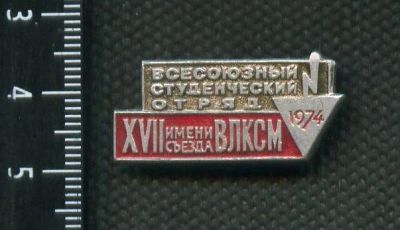 ВСЕСОЮЗНЫЙ
СТУДЕНЧЕСКИЙ
ОТРЯД
XVII ИМЕНИ СЪЕЗДА ВЛКСМ
1974
3
4
5